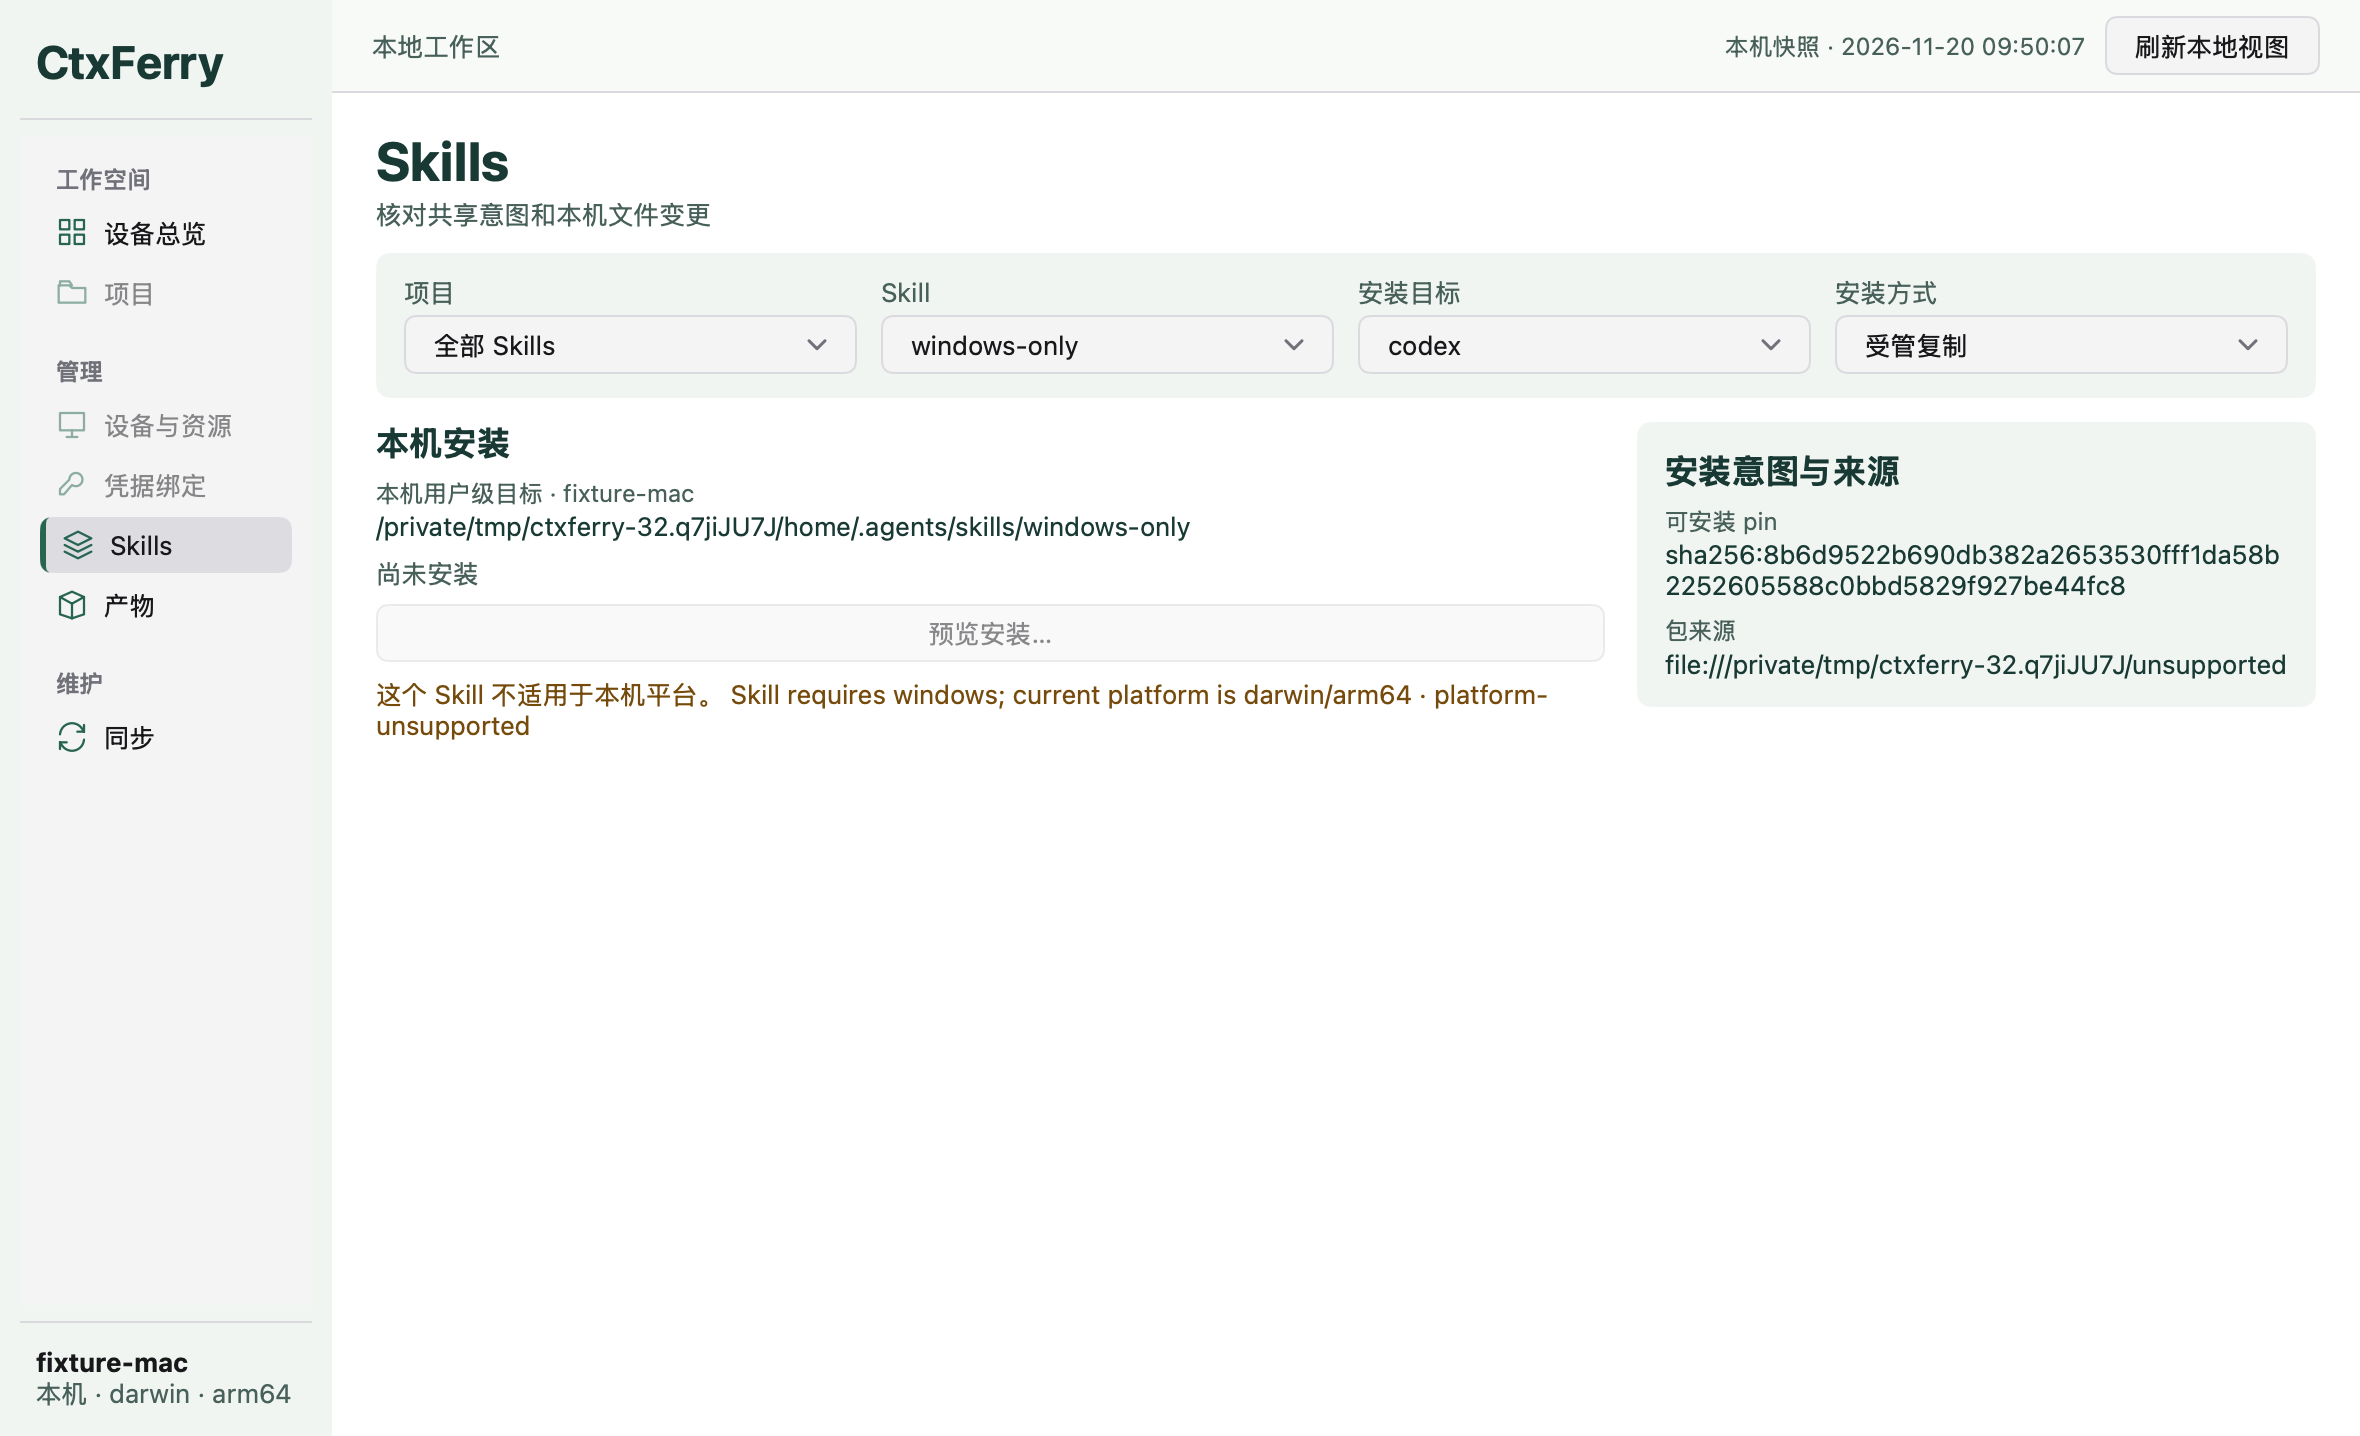 CtxFerry
工作空间
设备总览
项目
管理
设备与资源
凭据绑定
Skills
产物
维护
同步
fixture-mac
本机 · darwin · arm64
本地工作区
本机快照 · 2026-11-20 09:50:07
刷新本地视图
Skills
核对共享意图和本机文件变更
项目
全部 Skills
Skill
windows-only
安装目标
codex
安装方式
受管复制
本机安装
本机用户级目标 · fixture-mac
/private/tmp/ctxferry-32.q7jiJU7J/home/.agents/skills/windows-only
尚未安装
预览安装...
这个 Skill 不适用于本机平台。 Skill requires windows; current platform is darwin/arm64 · platform-
unsupported
安装意图与来源
可安装 pin
sha256:8b6d9522b690db382a2653530fff1da58b
2252605588c0bbd5829f927be44fc8
包来源
file:///private/tmp/ctxferry-32.q7jiJU7J/unsupported